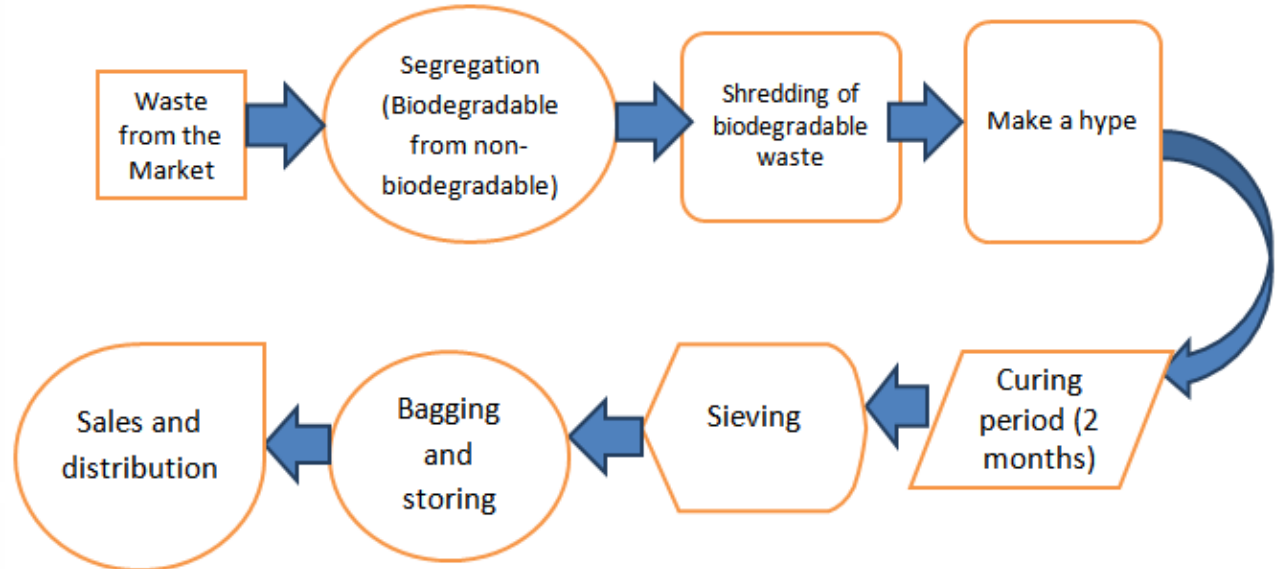 Waste
from the
Market
Segregation
(Biodegradable
from non-
biodegradable)
Shredding of
biodegradable
waste
Make a hype
Curing
period (2
months)
Sieving
Bagging
and
storing
Sales and
distribution